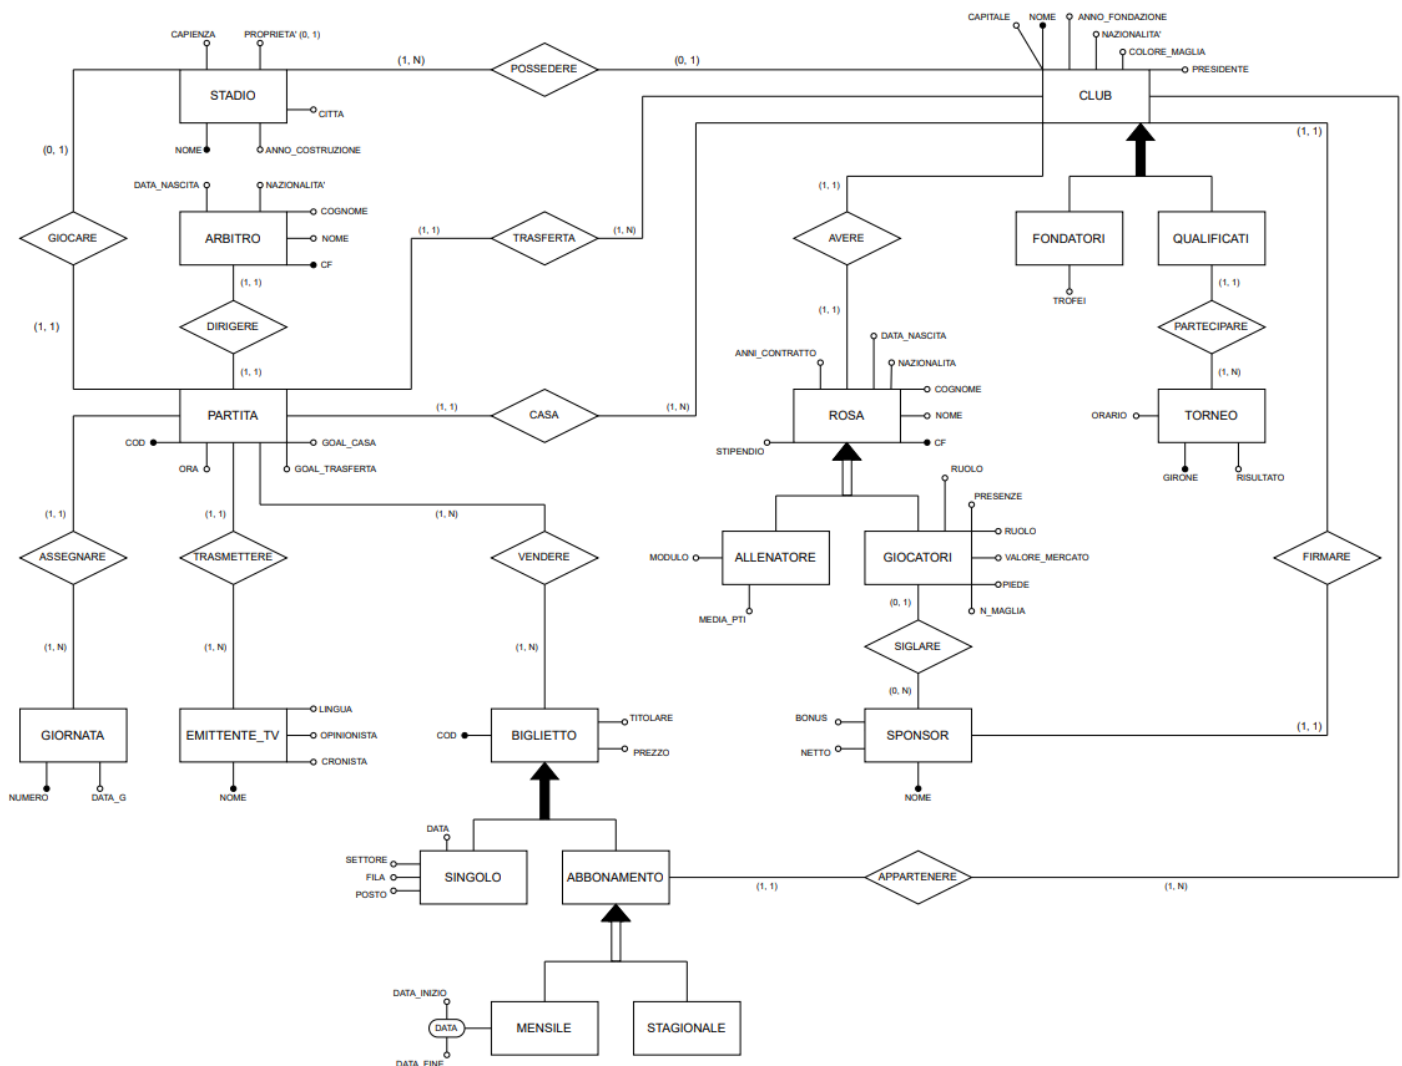 CAPITALE
NOME
ANNO_FONDAZIONE
NAZIONALITA'
COLORE_MAGLIA
PRESIDENTE
CAPIENZA
PROPRIETA' (0, 1)
(1, N)
POSSEDERE
(0, 1)
STADIO
CLUB
CITTA
NOME
ANNO_COSTRUZIONE
(0, 1)
(1, 1)
DATA_NASCITA
NAZIONALITA'
COGNOME
NOME
CF
ARBITRO
GIOCARE
(1, 1)
TRASFERTA
(1, N)
(1, 1)
AVERE
FONDATORI
QUALIFICATI
TROFEI
(1, 1)
(1, 1)
DIRIGERE
(1, 1)
(1, 1)
(1, 1)
PARTECIPARE
(1, N)
ANNI_CONTRATTO
DATA_NASCITA
NAZIONALITA
COGNOME
NOME
CF
ROSA
STIPENDIO
PARTITA
(1, 1)
CASA
(1, N)
COD
ORA
GOAL_CASA
GOAL_TRASFERTA
ORARIO
TORNEO
GIRONE
RISULTATO
RUOLO
PRESENZE
RUOLO
VALORE_MERCATO
PIEDE
N_MAGLIA
(1, 1)
(1, 1)
(1, N)
ASSEGNARE
TRASMETTERE
VENDERE
MODULO
ALLENATORE
GIOCATORI
FIRMARE
MEDIA_PTI
(0, 1)
SIGLARE
(1, N)
(1, N)
(1, N)
(0, N)
GIORNATA
NUMERO
DATA_G
EMITTENTE_TV
LINGUA
OPINIONISTA
CRONISTA
NOME
COD
BIGLIETTO
TITOLARE
PREZZO
BONUS
NETTO
SPONSOR
NOME
(1, 1)
DATA
SETTORE
FILA
POSTO
SINGOLO
ABBONAMENTO
(1, 1)
APPARTENERE
(1, N)
DATA_INIZIO
DATA
DATA_FINE
MENSILE
STAGIONALE